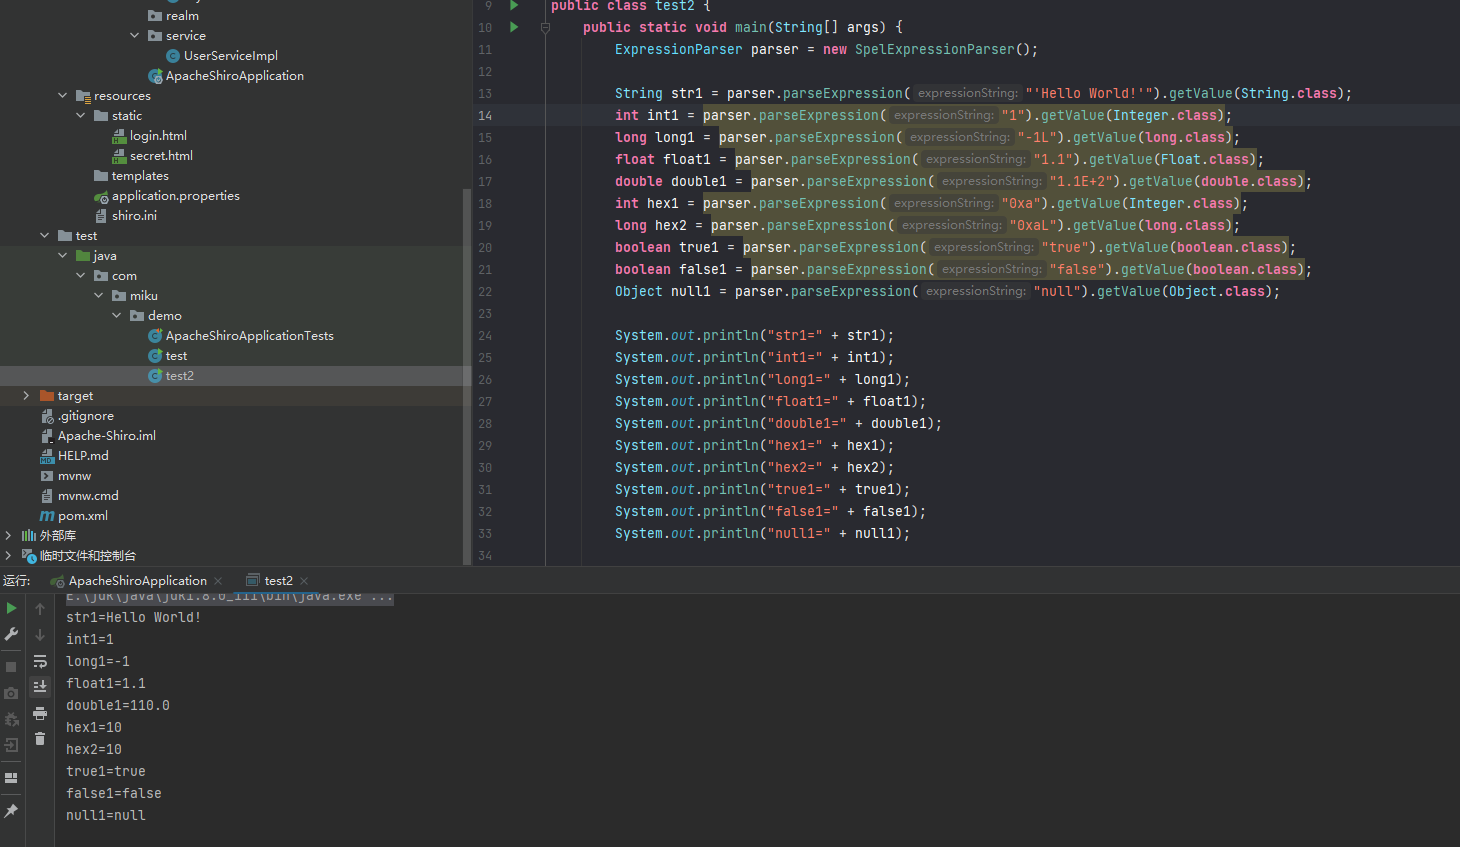 realm
service
UserServiceImpl
ApacheShiroApplication
resources
static
login.html
secret.html
templates
application.properties
shiro.ini
test
java
com
miku
demo
ApacheShiroApplicationTests
test
test2
target
.gitignore
Apache-Shiro.iml
HELP.md
mvnw
mvnw.cmd
pom.xml
外部库
临时文件和控制台
9 public class test2 {
10 public static void main(String[] args) {
11 ExpressionParser parser = new SpelExpressionParser();
12
13 String str1 = parser.parseExpression( expressionString: "'Hello World!'").getValue(String.class);
14 int int1 = parser.parseExpression( expressionString: "1").getValue(Integer.class);
15 long long1 = parser.parseExpression( expressionString: "-1L").getValue(long.class);
16 float float1 = parser.parseExpression( expressionString: "1.1").getValue(Float.class);
17 double double1 = parser.parseExpression( expressionString: "1.1E+2").getValue(double.class);
18 int hex1 = parser.parseExpression( expressionString: "0xa").getValue(Integer.class);
19 long hex2 = parser.parseExpression( expressionString: "0xaL").getValue(long.class);
20 boolean true1 = parser.parseExpression( expressionString: "true").getValue(boolean.class);
21 boolean false1 = parser.parseExpression( expressionString: "false").getValue(boolean.class);
22 Object null1 = parser.parseExpression( expressionString: "null").getValue(Object.class);
23
24 System.out.println("str1=" + str1);
25 System.out.println("int1=" + int1);
26 System.out.println("long1=" + long1);
27 System.out.println("float1=" + float1);
28 System.out.println("double1=" + double1);
29 System.out.println("hex1=" + hex1);
30 System.out.println("hex2=" + hex2);
31 System.out.println("true1=" + true1);
32 System.out.println("false1=" + false1);
33 System.out.println("null1=" + null1);
34
运行: ApacheShiroApplication test2
E:\jdk\java\jdk1.8.0_111\bin\java.exe ...
str1=Hello World!
int1=1
long1=-1
float1=1.1
double1=110.0
hex1=10
hex2=10
true1=true
false1=false
null1=null